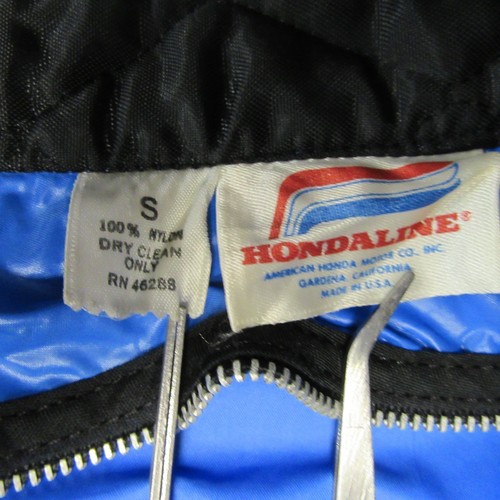 S
100% NYLON
DRY CLEAN
ONLY
RN 46288
HONDALINE®
AMERICAN HONDA MOTOR CO., INC.
GARDENA, CALIFORNIA
MADE IN U.S.A.